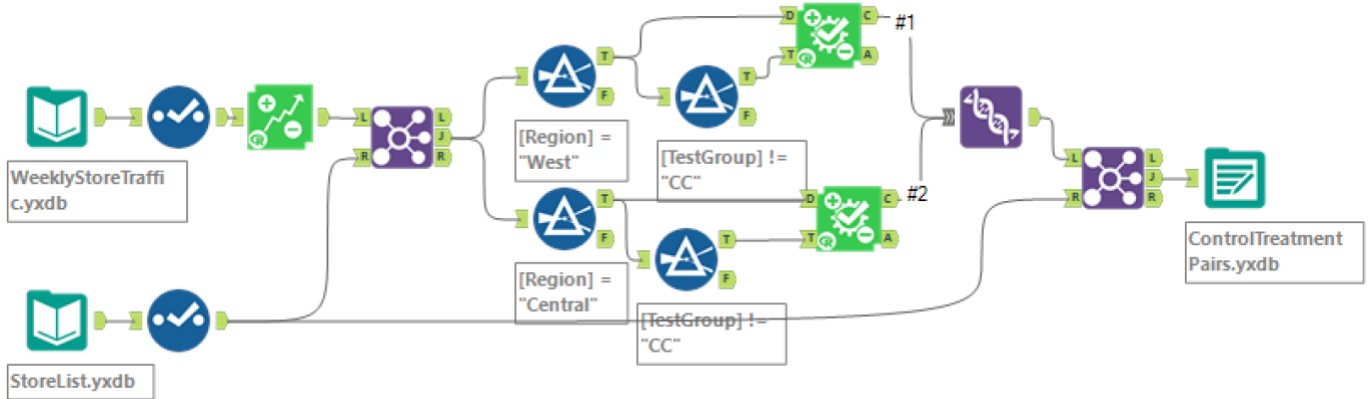 D
C
#1
T
A
T
F
T
F
L
L
J
R
R
[Region] =
"West"
[TestGroup] !=
"CC"
WeeklyStoreTraffi
c.yxdb
T
F
D
C
#2
T
A
T
F
L
L
J
R
R
[Region] =
"Central"
[TestGroup] !=
"CC"
ControlTreatment
Pairs.yxdb
StoreList.yxdb
R
R
R